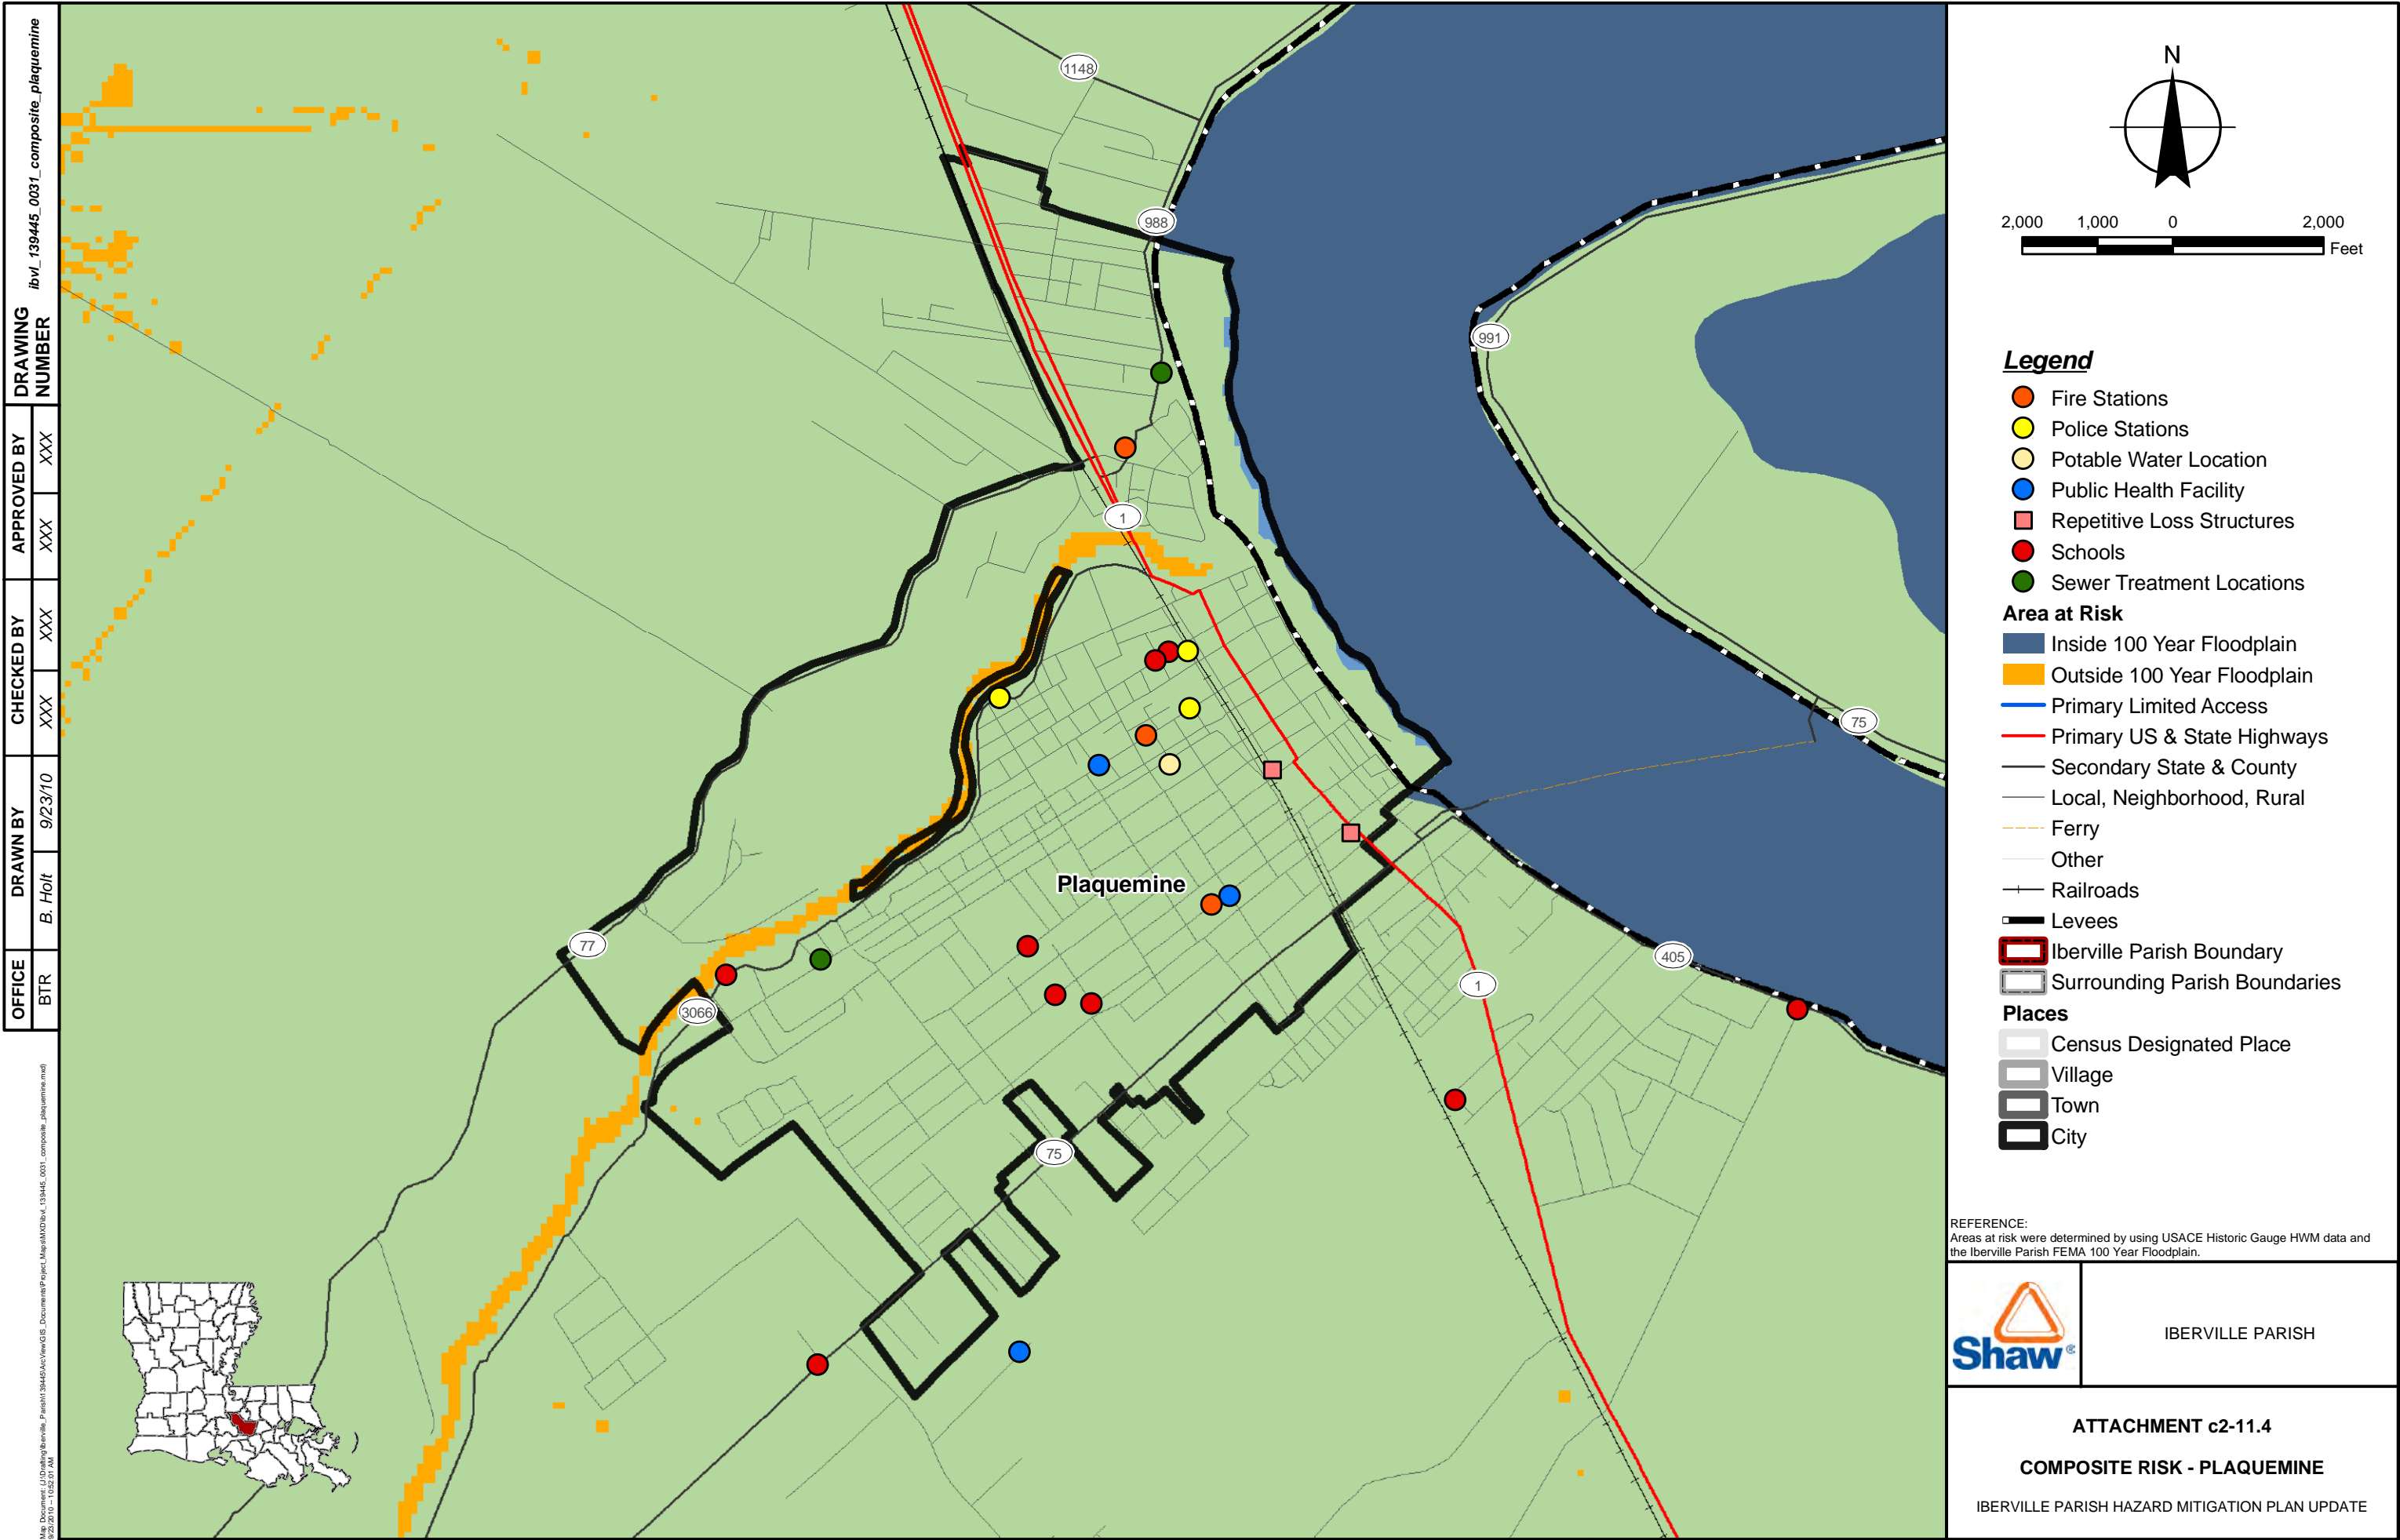 DRAWING
NUMBER
ibvl_139445_0031_composite_plaquemine
APPROVED BY
XXX
XXX
CHECKED BY
XXX
XXX
DRAWN BY
9/23/10
B. Holt
OFFICE
BTR
9/23/2010 -- 10:52:01 AM
1148
988
991
1
75
Plaquemine
77
3066
405
1
75
N
2,000
1,000
0
2,000
Feet
Legend
Fire Stations
Police Stations
Potable Water Location
Public Health Facility
Repetitive Loss Structures
Schools
Sewer Treatment Locations
Area at Risk
Inside 100 Year Floodplain
Outside 100 Year Floodplain
Primary Limited Access
Primary US & State Highways
Secondary State & County
Local, Neighborhood, Rural
Ferry
Other
Railroads
Levees
Iberville Parish Boundary
Surrounding Parish Boundaries
Places
Census Designated Place
Village
Town
City
REFERENCE:
Areas at risk were determined by using USACE Historic Gauge HWM data and
the Iberville Parish FEMA 100 Year Floodplain.
Shaw®
IBERVILLE PARISH
ATTACHMENT c2-11.4
COMPOSITE RISK - PLAQUEMINE
IBERVILLE PARISH HAZARD MITIGATION PLAN UPDATE